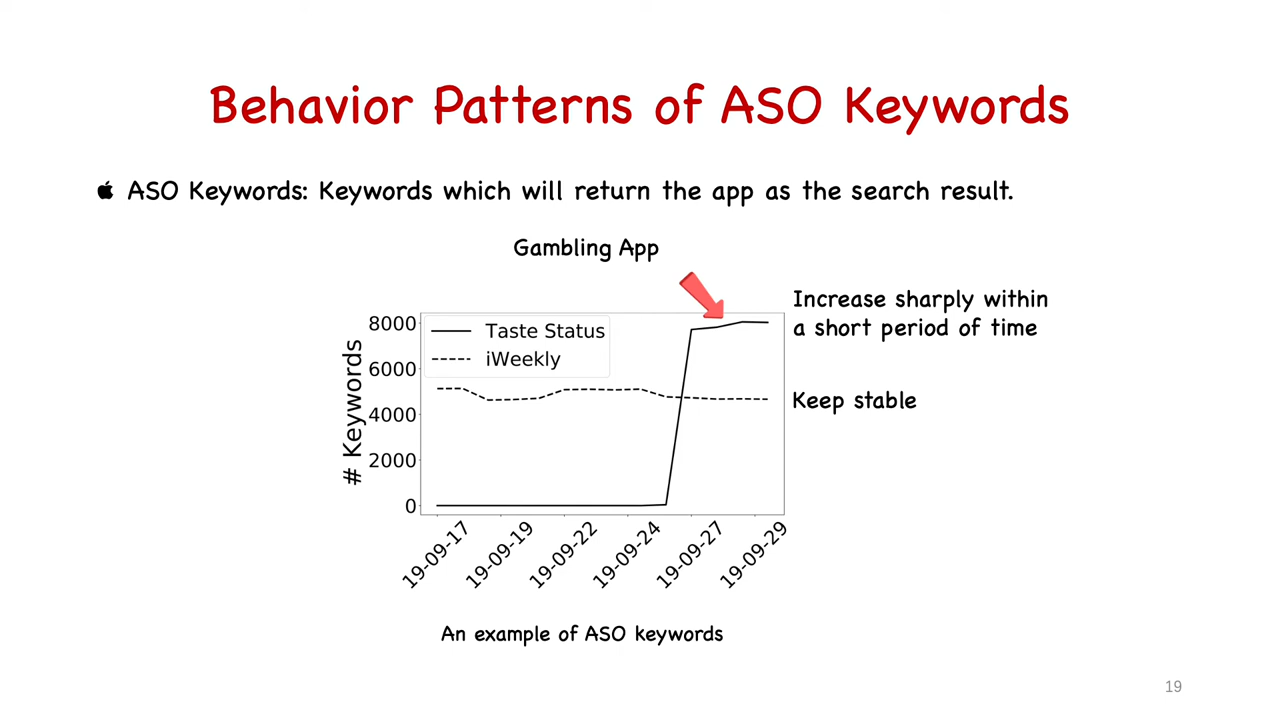 Behavior Patterns of ASO Keywords
ASO Keywords: Keywords which will return the app as the search result.
Gambling App
Increase sharply within
a short period of time
Keep stable
# Keywords
8000
6000
4000
2000
0
Taste Status
iWeekly
19-09-17
19-09-19
19-09-22
19-09-24
19-09-27
19-09-29
An example of ASO keywords
19